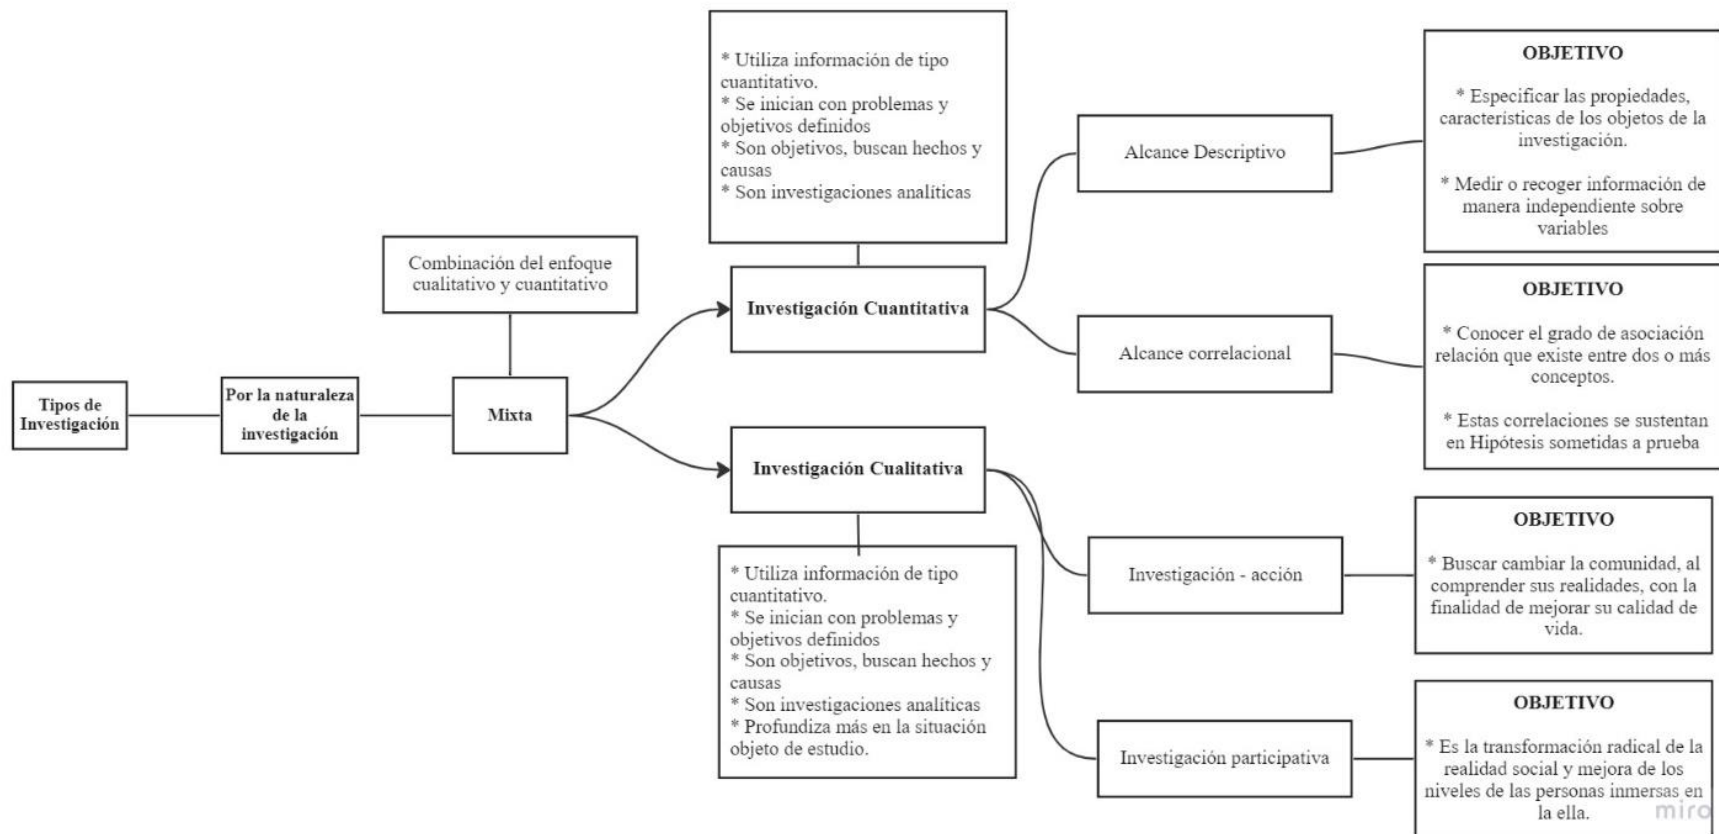 Tipos de
Investigación
Por la naturaleza
de la
investigación
Combinación del enfoque
cualitativo y cuantitativo
Mixta
* Utiliza información de tipo
cuantitativo.
* Se inician con problemas y
objetivos definidos
* Son objetivos, buscan hechos y
causas
* Son investigaciones analíticas
Investigación Cuantitativa
Alcance Descriptivo
OBJETIVO
* Especificar las propiedades,
características de los objetos de la
investigación.
* Medir o recoger información de
manera independiente sobre
variables
Alcance correlacional
OBJETIVO
* Conocer el grado de asociación
relación que existe entre dos o más
conceptos.
* Estas correlaciones se sustentan
en Hipótesis sometidas a prueba
Investigación Cualitativa
* Utiliza información de tipo
cuantitativo.
* Se inician con problemas y
objetivos definidos
* Son objetivos, buscan hechos y
causas
* Son investigaciones analíticas
* Profundiza más en la situación
objeto de estudio.
Investigación - acción
OBJETIVO
* Buscar cambiar la comunidad, al
comprender sus realidades, con la
finalidad de mejorar su calidad de
vida.
Investigación participativa
OBJETIVO
* Es la transformación radical de la
realidad social y mejora de los
niveles de las personas inmersas en
la ella.
miro